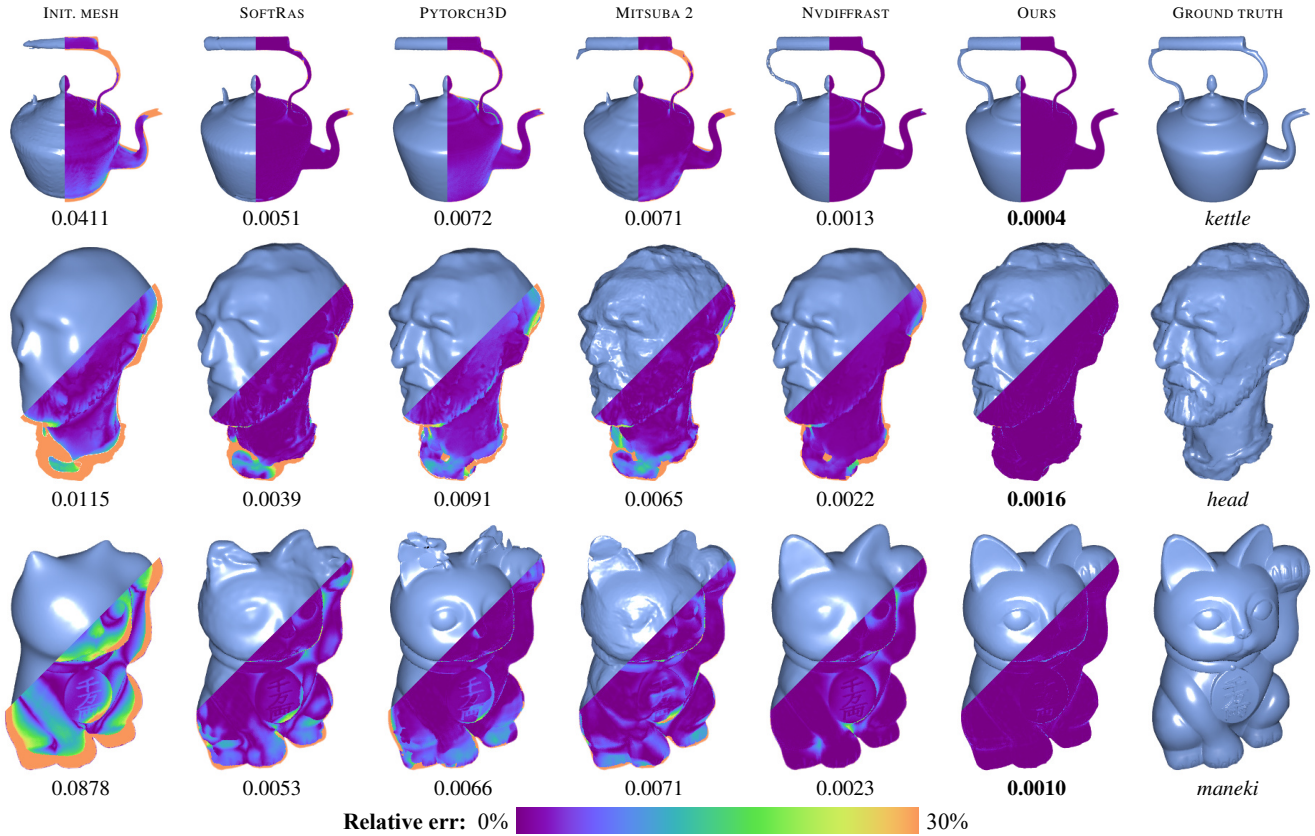 INIT. MESH SOFTRAS PYTORCH3D MITSUBA 2 NVDIFFRAST OURS GROUND TRUTH
0.0411 0.0051 0.0072 0.0071 0.0013 0.0004 kettle
0.0115 0.0039 0.0091 0.0065 0.0022 0.0016 head
0.0878 0.0053 0.0066 0.0071 0.0023 0.0010 maneki
Relative err: 0% 30%